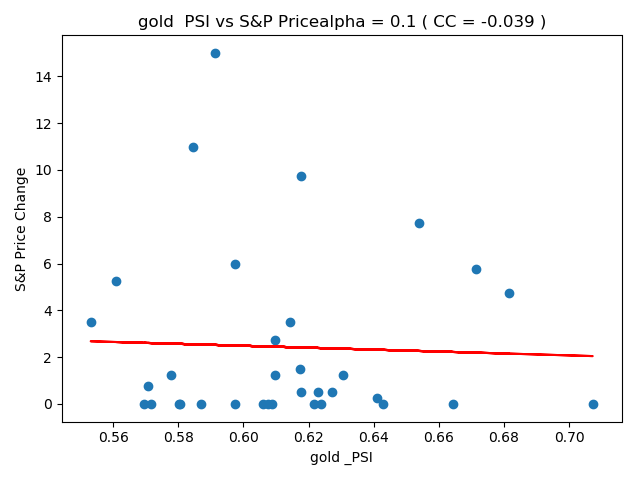 gold  PSI vs S&P Pricealpha = 0.1 ( CC = -0.039 )
14
12
10
8
6
4
2
0
S&P Price Change
0.56 0.58 0.60 0.62 0.64 0.66 0.68 0.70
gold _PSI